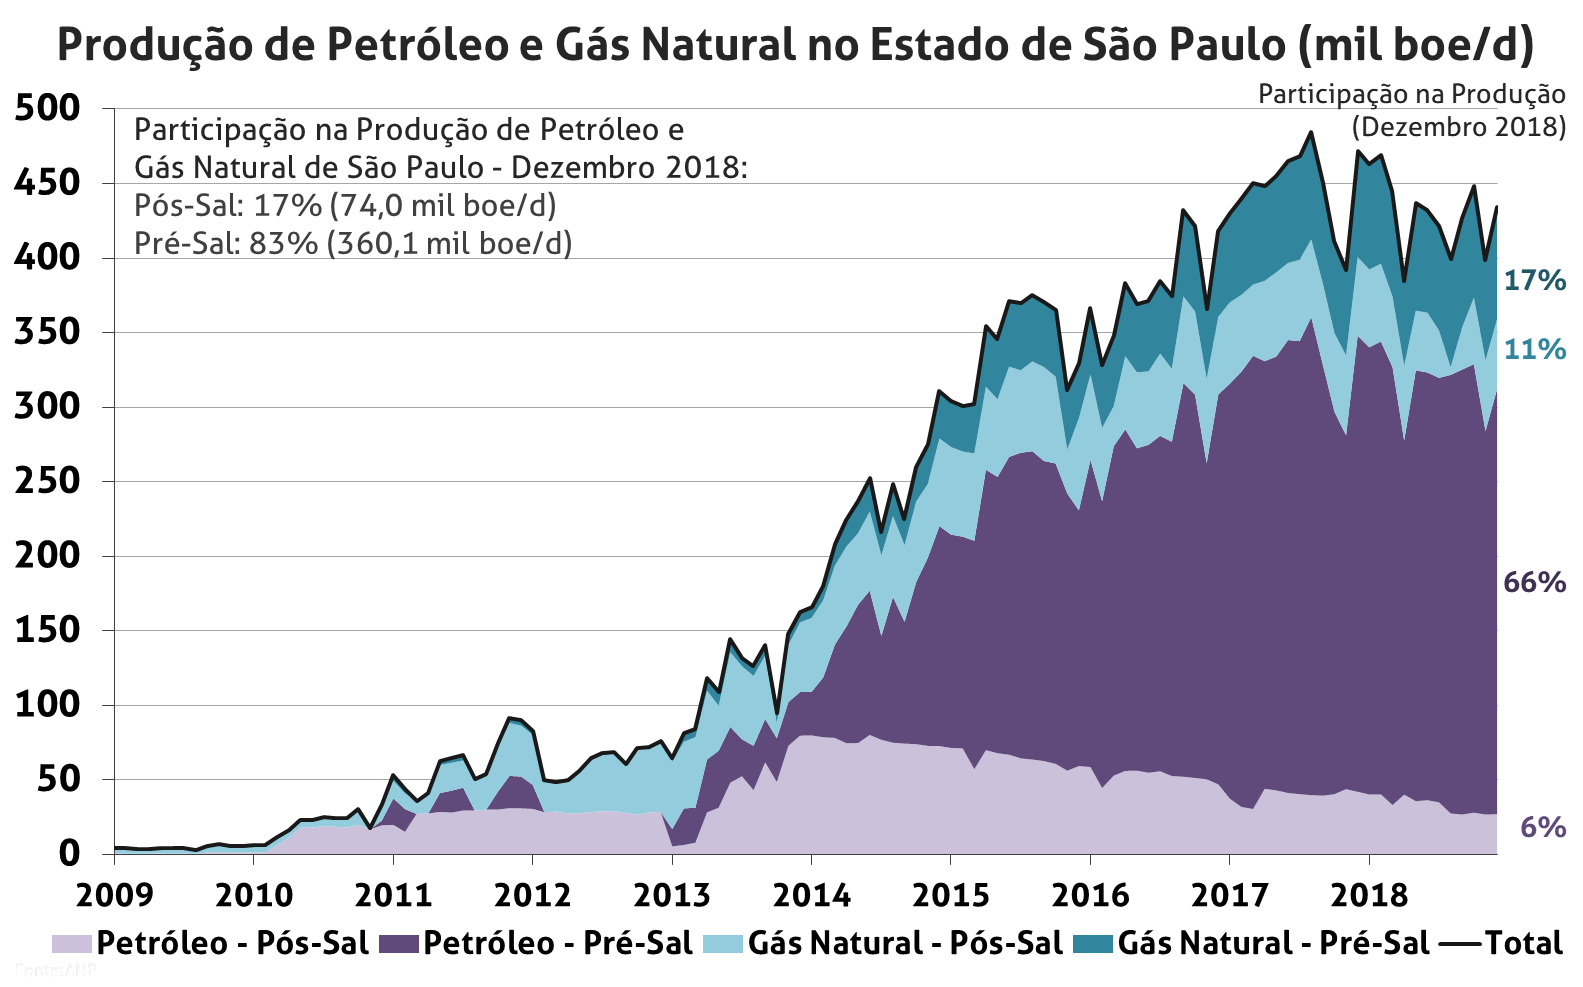 Produção de Petróleo e Gás Natural no Estado de São Paulo (mil boe/d)
Participação na Produção
(Dezembro 2018)
Participação na Produção de Petróleo e
Gás Natural de São Paulo - Dezembro 2018:
Pós-Sal: 17% (74,0 mil boe/d)
Pré-Sal: 83% (360,1 mil boe/d)
500
450
400
350
300
250
200
150
100
50
0
17%
11%
66%
6%
2009 2010 2011 2012 2013 2014 2015 2016 2017 2018
Petróleo - Pós-Sal Petróleo - Pré-Sal Gás Natural - Pós-Sal Gás Natural - Pré-Sal Total
Fonte: ANP